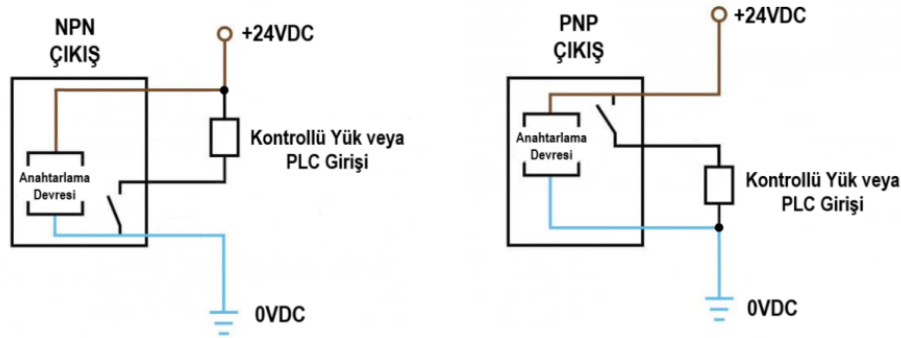 NPN
ÇIKIŞ
+24VDC
Kontrollü Yük veya
PLC Girişi
Anahtarlama
Devresi
0VDC
PNP
ÇIKIŞ
+24VDC
Anahtarlama
Devresi
Kontrollü Yük veya
PLC Girişi
0VDC